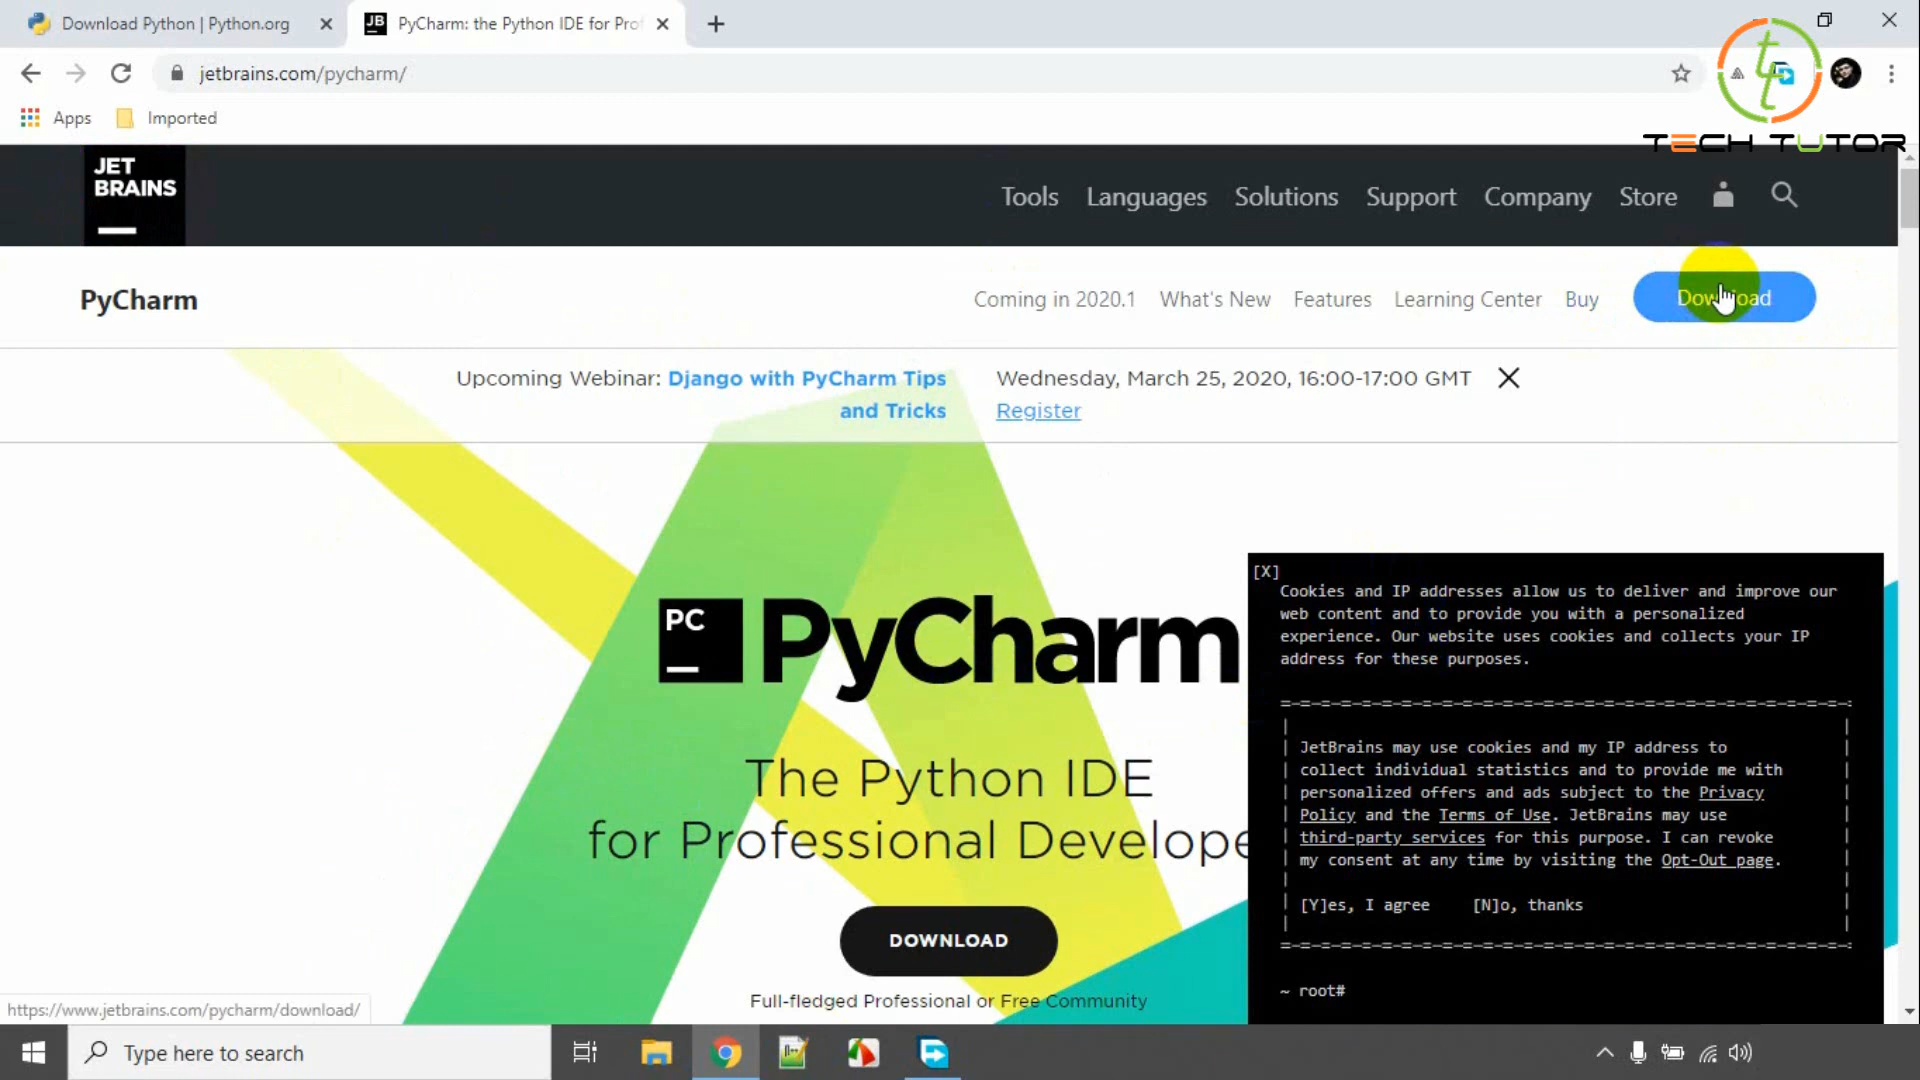 Download Python | Python.org
JB
PyCharm: the Python IDE for Prof
jetbrains.com/pycharm/
Apps
Imported
TECH TUTOR
JET
BRAINS
Tools
Languages
Solutions
Support
Company
Store
PyCharm
Coming in 2020.1
What's New
Features
Learning Center
Buy
Download
Upcoming Webinar: Django with PyCharm Tips
and Tricks
Wednesday, March 25, 2020, 16:00-17:00 GMT
Register
PC
PyCharm
The Python IDE
for Professional Develope
DOWNLOAD
Full-fledged Professional or Free Community
[X]
Cookies and IP addresses allow us to deliver and improve our
web content and to provide you with a personalized
experience. Our website uses cookies and collects your IP
address for these purposes.
JetBrains may use cookies and my IP address to
collect individual statistics and to provide me with
personalized offers and ads subject to the Privacy
Policy and the Terms of Use. JetBrains may use
third-party services for this purpose. I can revoke
my consent at any time by visiting the Opt-Out page.
[Y]es, I agree [N]o, thanks
~ root#
https://www.jetbrains.com/pycharm/download/
Type here to search